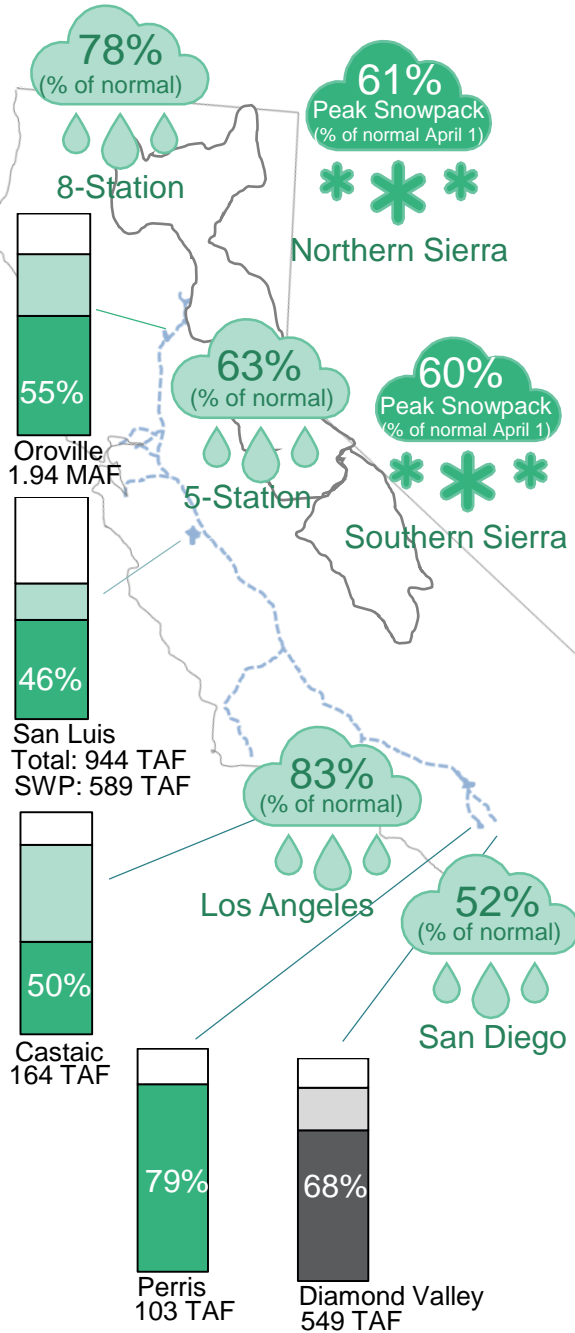 78%
(% of normal)
8-Station
61%
Peak Snowpack
(% of normal April 1)
Northern Sierra
55%
Oroville
1.94 MAF
63%
(% of normal)
5-Station
60%
Peak Snowpack
(% of normal April 1)
Southern Sierra
46%
San Luis
Total: 944 TAF
SWP: 589 TAF
83%
(% of normal)
Los Angeles
52%
(% of normal)
San Diego
50%
Castaic
164 TAF
79%
Perris
103 TAF
68%
Diamond Valley
549 TAF